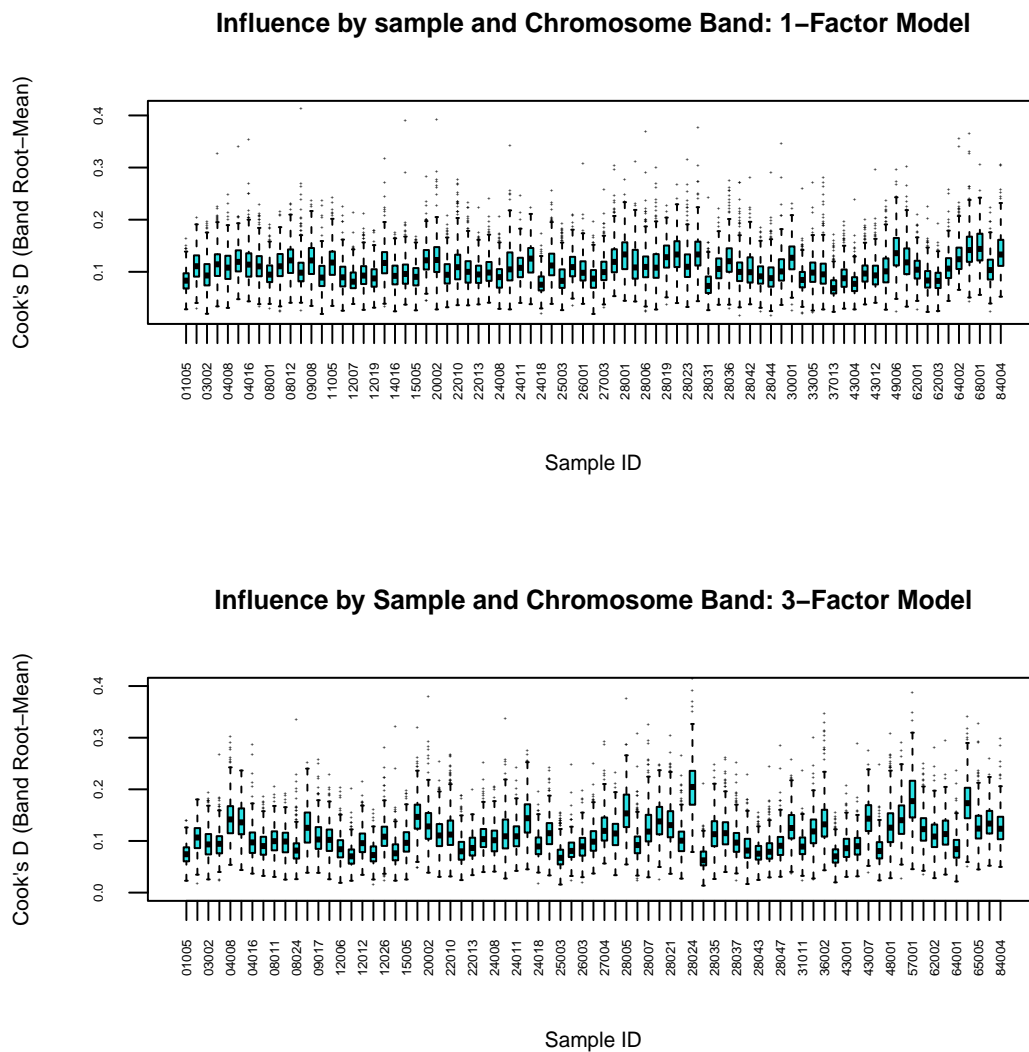 Influence by sample and Chromosome Band: 1−Factor Model
Cook's D (Band Root−Mean)
0.4
0.3
0.2
0.1
01005 03002 04008 04016 08001 08012 09008 11005 12007 12019 14016 15005 20002 22010 22013 24008 24011 24018 25003 26001 27003 28001 28006 28019 28023 28031 28036 28042 28044 30001 33005 37013 43004 43012 49006 62001 62003 64002 68001 84004
Sample ID
Influence by Sample and Chromosome Band: 3−Factor Model
Cook's D (Band Root−Mean)
0.4
0.3
0.2
0.1
0.0
01005 03002 04008 04016 08011 08024 09017 12006 12012 12026 15005 20002 22010 22013 24008 24011 24018 25003 26003 27004 28005 28007 28021 28024 28035 28037 28043 28047 31011 36002 43001 43007 48001 57001 62002 64001 65005 84004
Sample ID